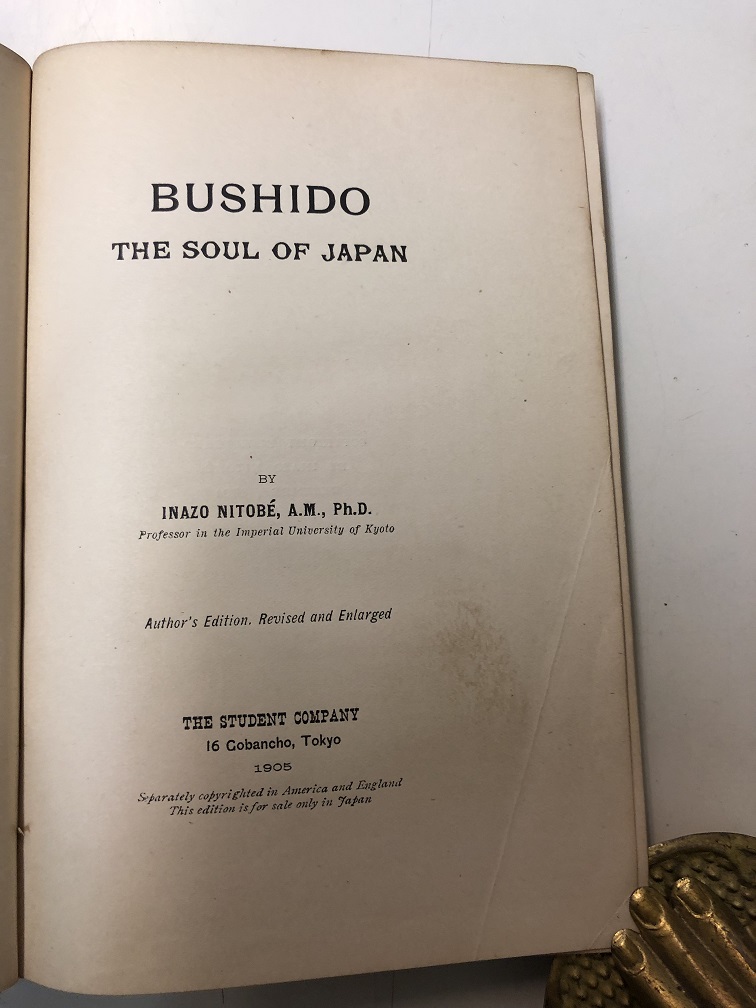 BUSHIDO
THE SOUL OF JAPAN
BY
INAZO NITOBÉ, A.M., Ph.D.
Professor in the Imperial University of Kyoto
Author's Edition. Revised and Enlarged
THE STUDENT COMPANY
16 Gobancho, Tokyo
1905
Separately copyrighted in America and England
This edition is for sale only in Japan